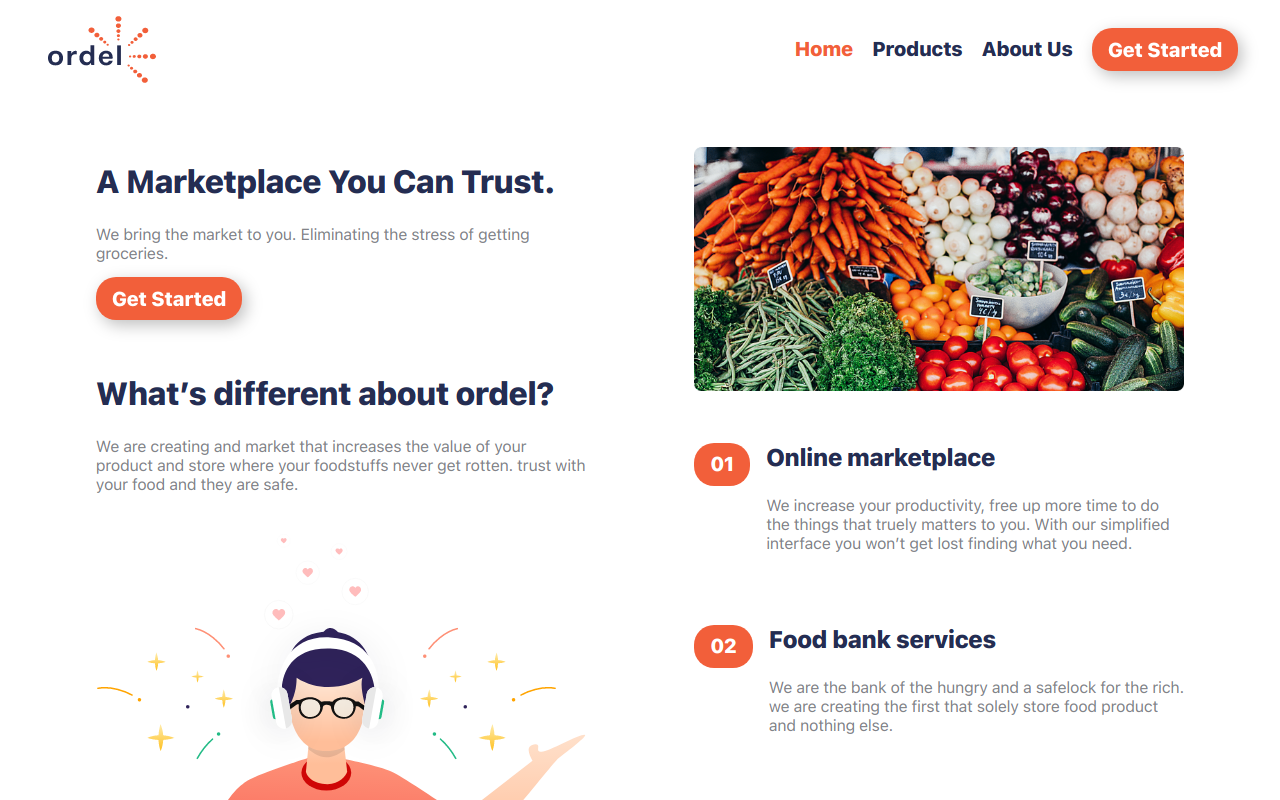 ordel
Home Products About Us Get Started
A Marketplace You Can Trust.
We bring the market to you. Eliminating the stress of getting
groceries.
Get Started
What’s different about ordel?
We are creating and market that increases the value of your
product and store where your foodstuffs never get rotten. trust with
your food and they are safe.
01 Online marketplace
We increase your productivity, free up more time to do
the things that truely matters to you. With our simplified
interface you won’t get lost finding what you need.
02 Food bank services
We are the bank of the hungry and a safelock for the rich.
we are creating the first that solely store food product
and nothing else.